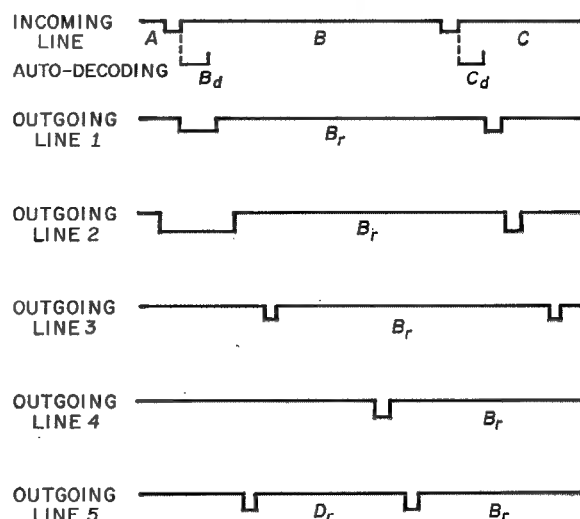 INCOMING
LINE
A
B
C
AUTO-DECODING
Bd
Cd
OUTGOING
LINE 1
Br
OUTGOING
LINE 2
Br
OUTGOING
LINE 3
Br
OUTGOING
LINE 4
Br
OUTGOING
LINE 5
Dr
Br